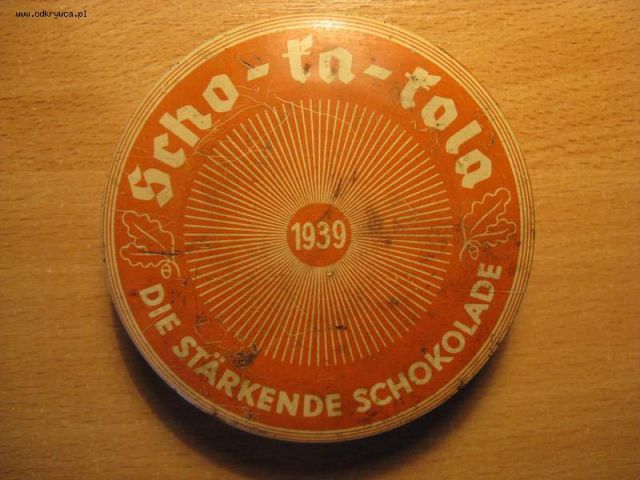 www.odkrywca.pl
Scho-ka-kola
1939
DIE STÄRKENDE SCHOKOLADE